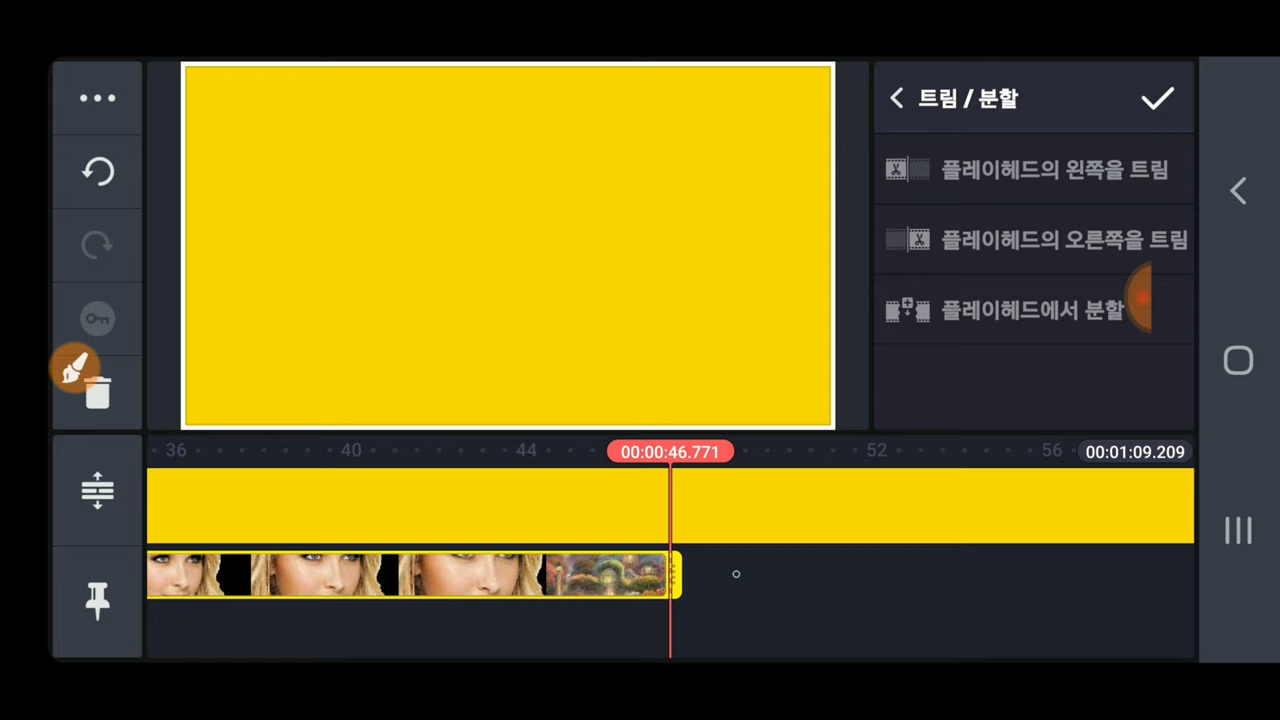 트림 / 분할
플레이헤드의 왼쪽을 트림
플레이헤드의 오른쪽을 트림
플레이헤드에서 분할
36 40 44 00:00:46.771 52 56 00:01:09.209